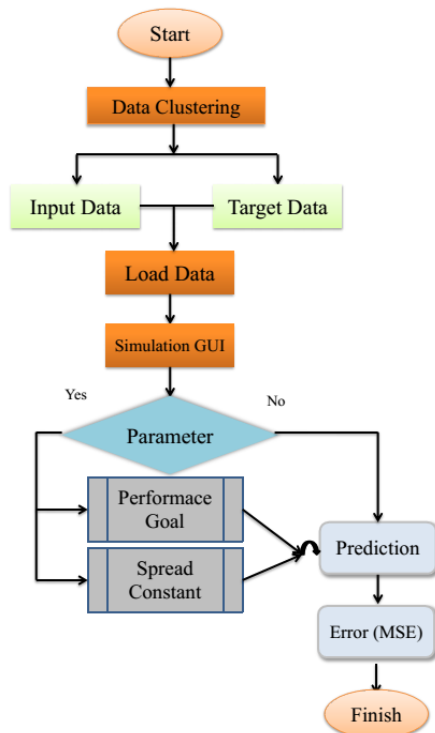 Start
Data Clustering
Input Data
Target Data
Load Data
Simulation GUI
Yes
No
Parameter
Performace
Goal
Spread
Constant
Prediction
Error (MSE)
Finish